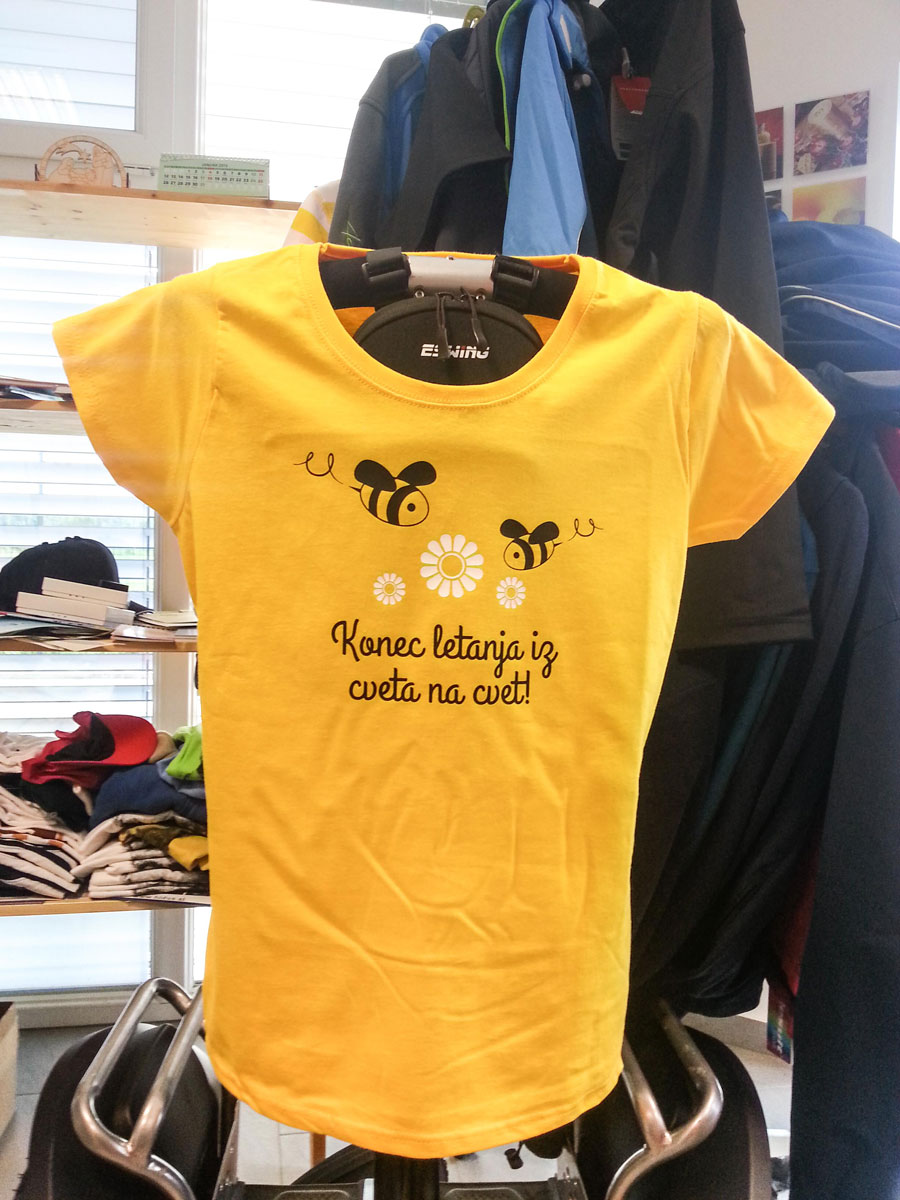 ESWING
Konec letanja iz
cveta na cvet!